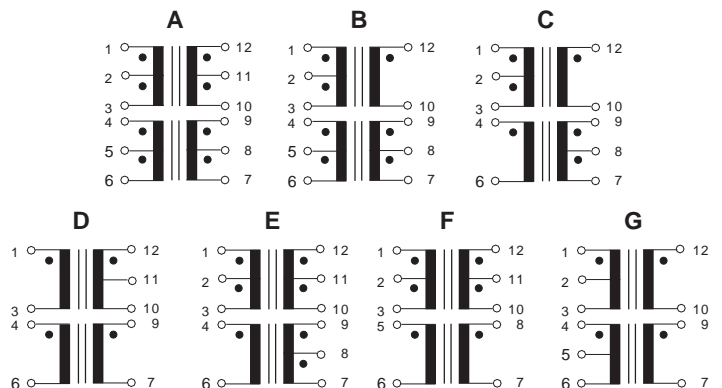 A B C
1 12 1 12 1 12
2 11 2 2
3 10 3 10 3 10
4 9 4 9 4 9
5 8 5 8 8
6 7 6 7 6 7
D E F G
1 12 1 12 1 12 1 12
11 2 11 2 11 2
3 10 3 10 3 10 3 10
4 9 4 9 5 8 4 9
8 5
6 7 6 7 6 7 6 7